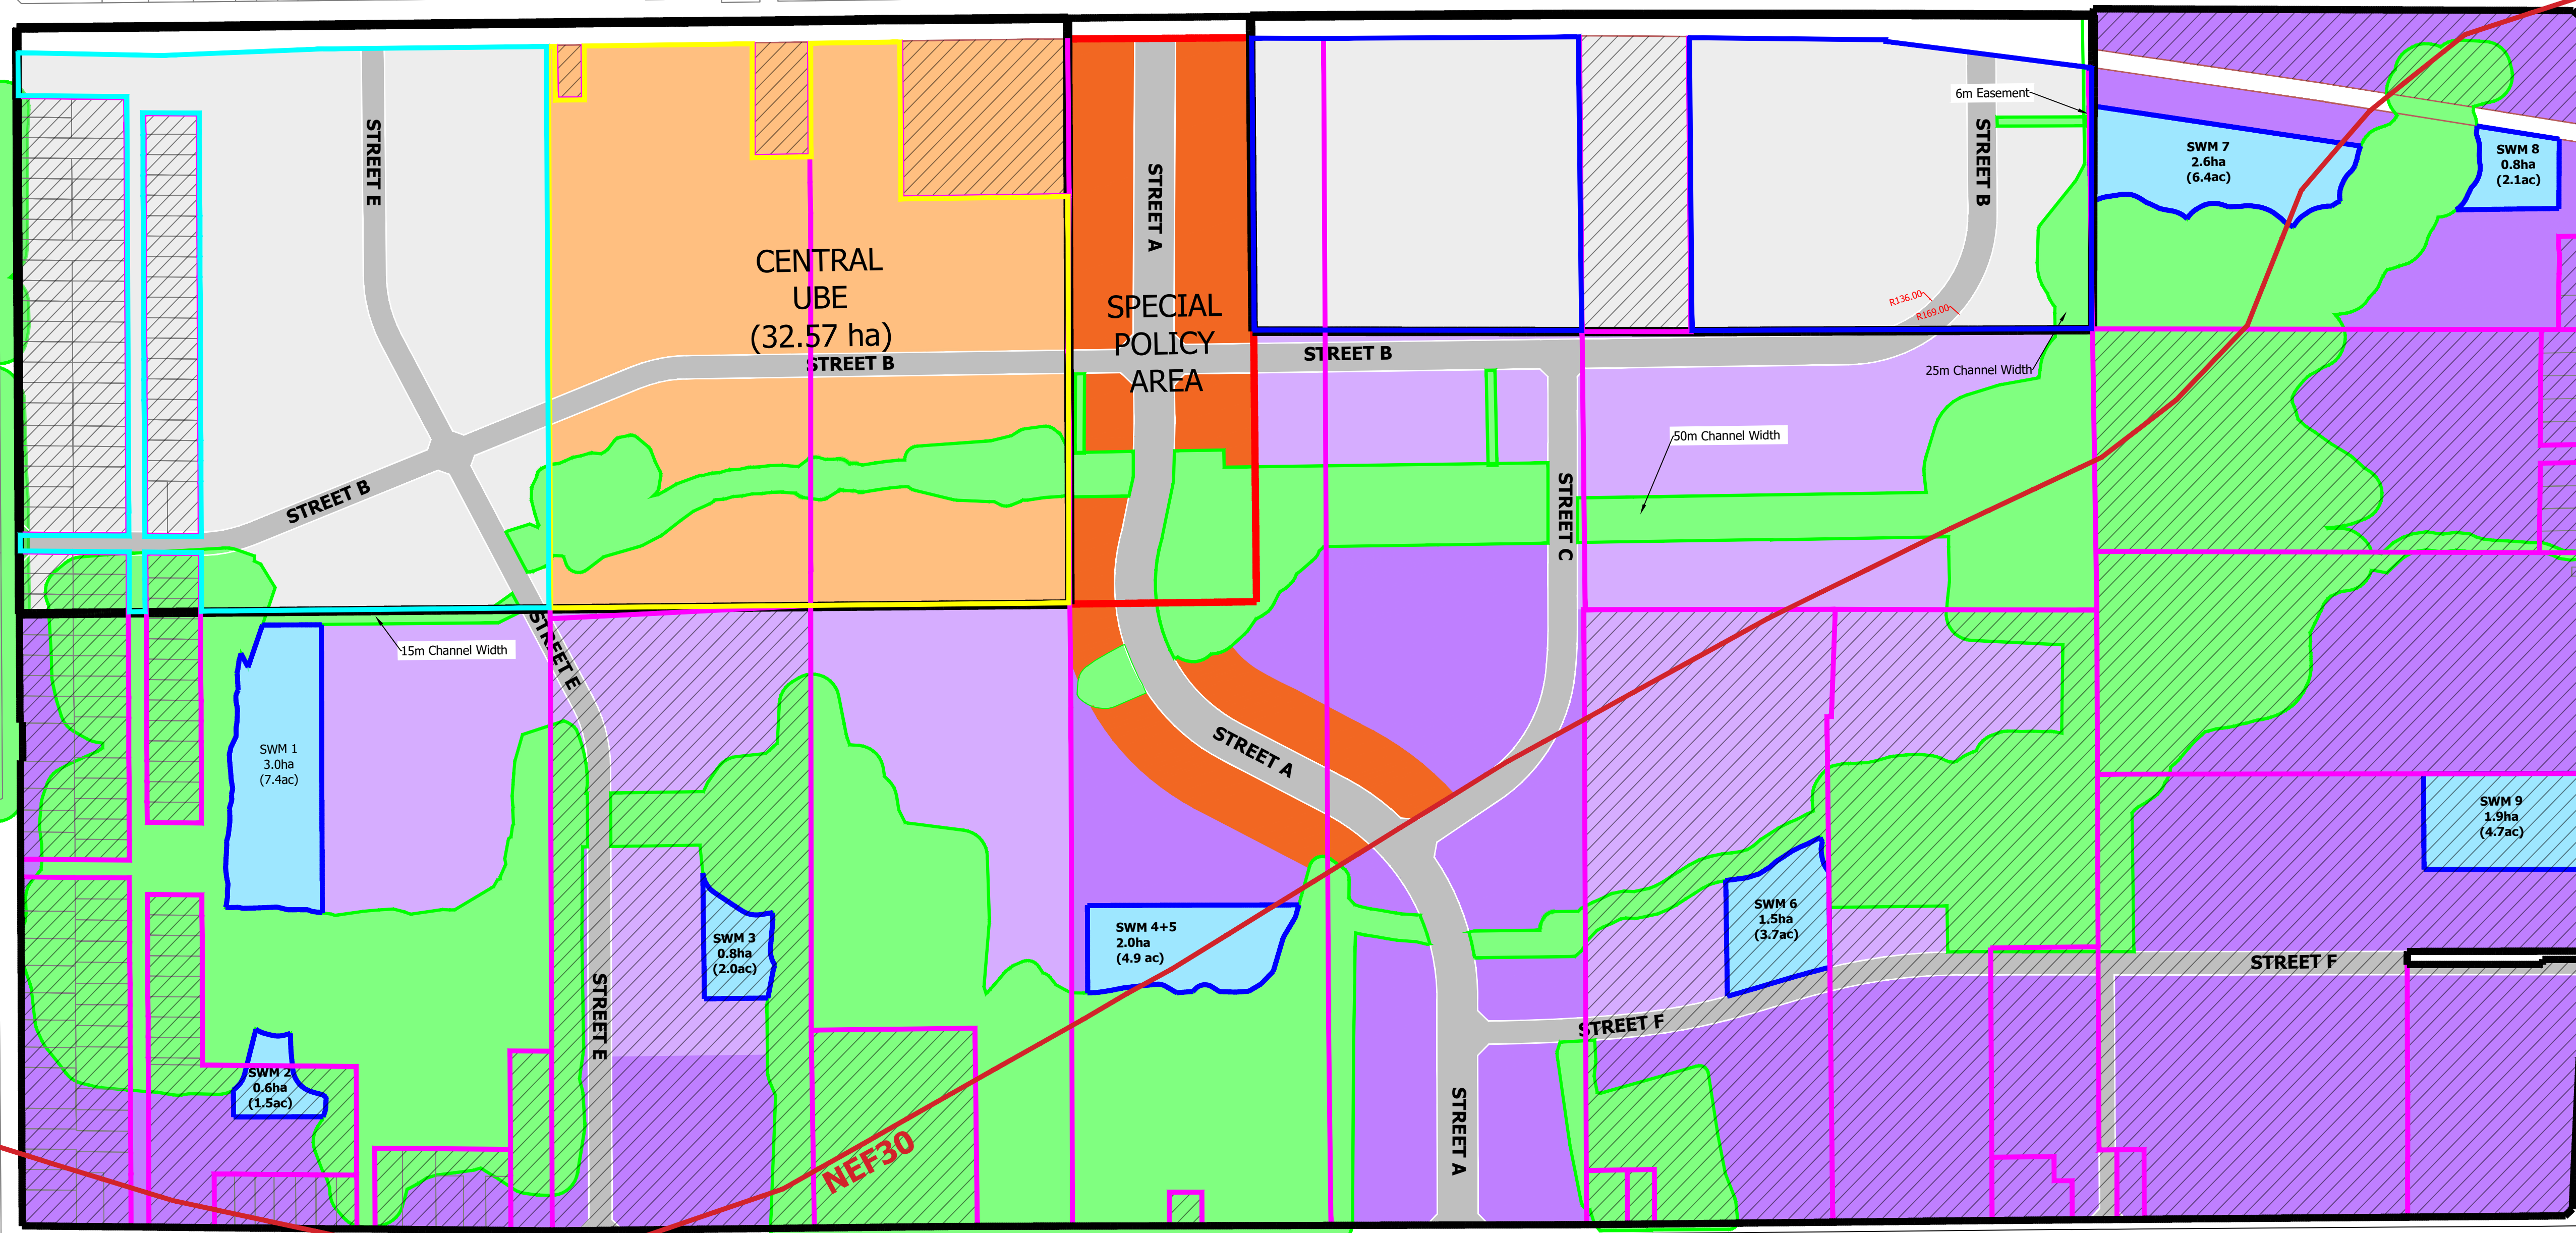 STREET E
STREET A
STREET B
6m Easement
SWM 7
2.6ha
(6.4ac)
SWM 8
0.8ha
(2.1ac)
CENTRAL
UBE
(32.57 ha)
SPECIAL
POLICY
AREA
R136.00
R169.00
STREET B
STREET B
25m Channel Width
50m Channel Width
STREET B
STREET C
15m Channel Width
STREET E
SWM 1
3.0ha
(7.4ac)
STREET A
SWM 9
1.9ha
(4.7ac)
SWM 3
0.8ha
(2.0ac)
SWM 4+5
2.0ha
(4.9 ac)
SWM 6
1.5ha
(3.7ac)
STREET F
STREET E
STREET F
SWM 2
0.6ha
(1.5ac)
NEF30
STREET A